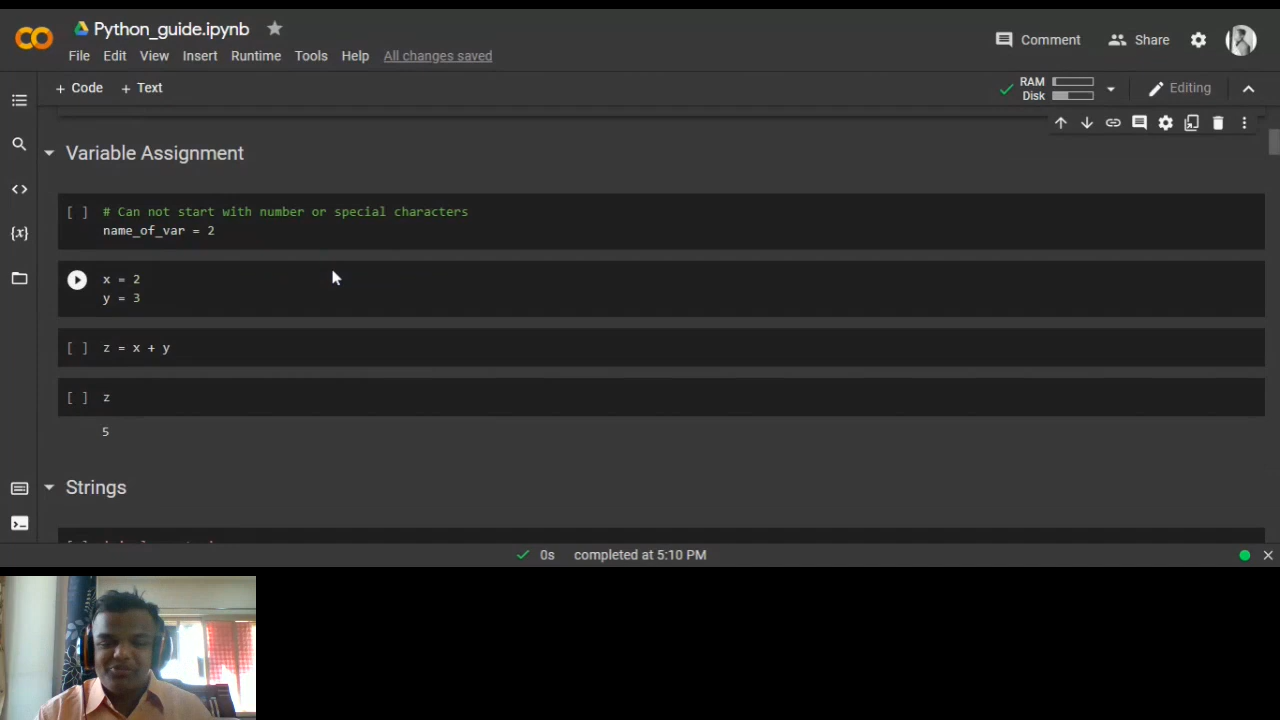 Python_guide.ipynb
File Edit View Insert Runtime Tools Help All changes saved
Comment Share
+ Code + Text
RAM
Disk
Editing
Variable Assignment
[ ] # Can not start with number or special characters
name_of_var = 2
x = 2
y = 3
[ ] z = x + y
[ ] z
5
Strings
0s completed at 5:10 PM